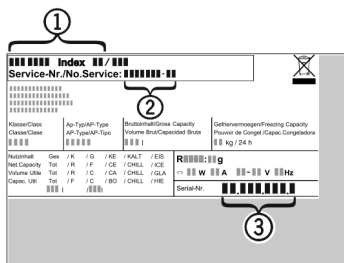 1
Index /
Service-Nr./No.Service: -
2
Klasse/Class
Classe/Clase
Ap-Typ/AP-Type
AP-Type/AP-Tipo
Bruttoinhalt/Gross Capacity
Volume Brut/Capacidad Bruta
l
Gefriervermoegen/Freezing Capacity
Pouvoir de Congel./Capac.Congeladora
kg / 24 h
Nutzinhalt Ges / K / G / KE / KALT / EIS
Net.Capacity Tot / R / F / CE / CHILL / ICE
Volume Utile Tot / R / C / CA / CHILL / GLA
Capac. Util Tot / F / C / BO / CHILL / HIE
l / l
R : g
W A - V Hz
Serial-Nr.
3